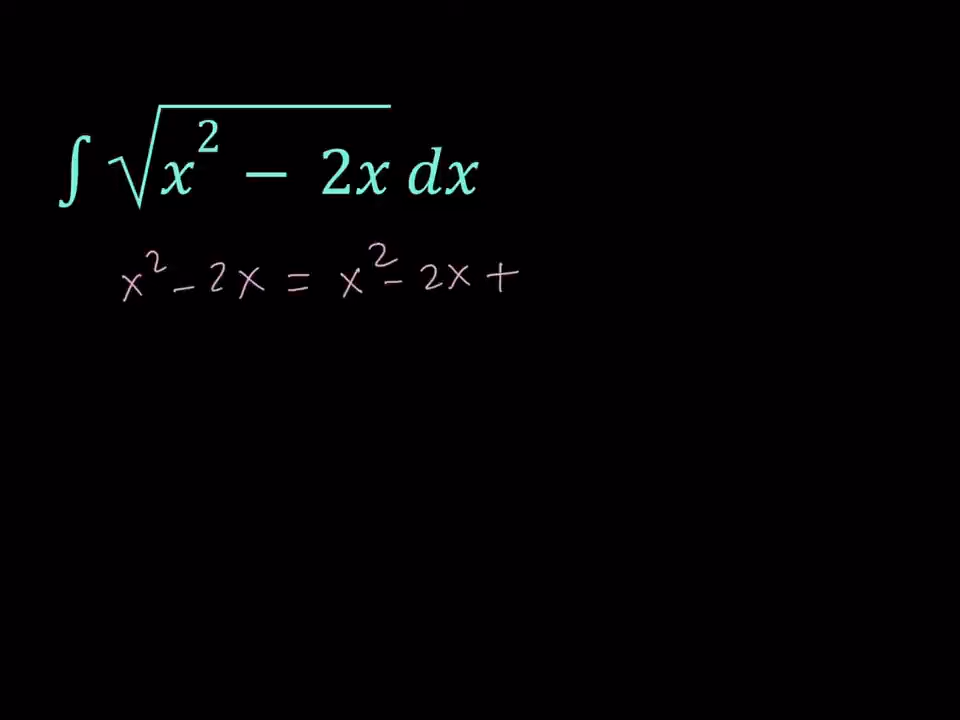 ∫ √(x² − 2x) dx
x² - 2x = x² - 2x +